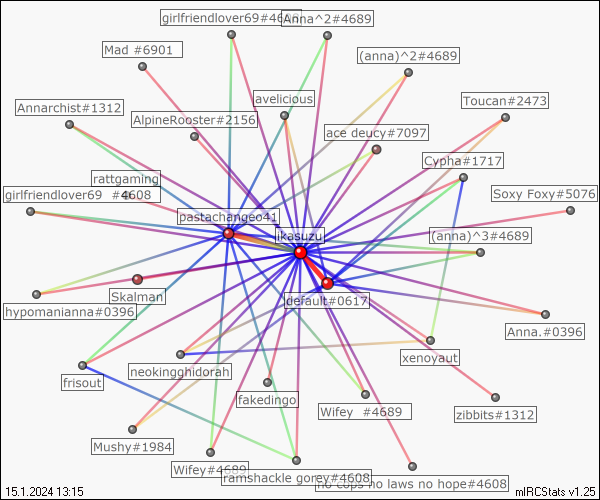 girlfriendlover69#4689
Anna^2#4689
Mad #6901
(anna)^2#4689
avelicious
Toucan#2473
Annarchist#1312
AlpineRooster#2156
ace deucy#7097
Cypha#1717
rattgaming
girlfriendlover69 #4608
#0396
Soxy Foxy#5076
pastachangeo41
ikasuzu
(anna)^3#4689
Skalman
default#0617
hypomanianna#0396
Anna.#0396
xenoyaut
neokingghidorah
frisout
fakedingo
Wifey #4689
zibbits#1312
Mushy#1984
Wifey#4689
ramshackle gorey#4608
no cops no laws no hope#4608
15.1.2024 13:15
mIRCStats v1.25